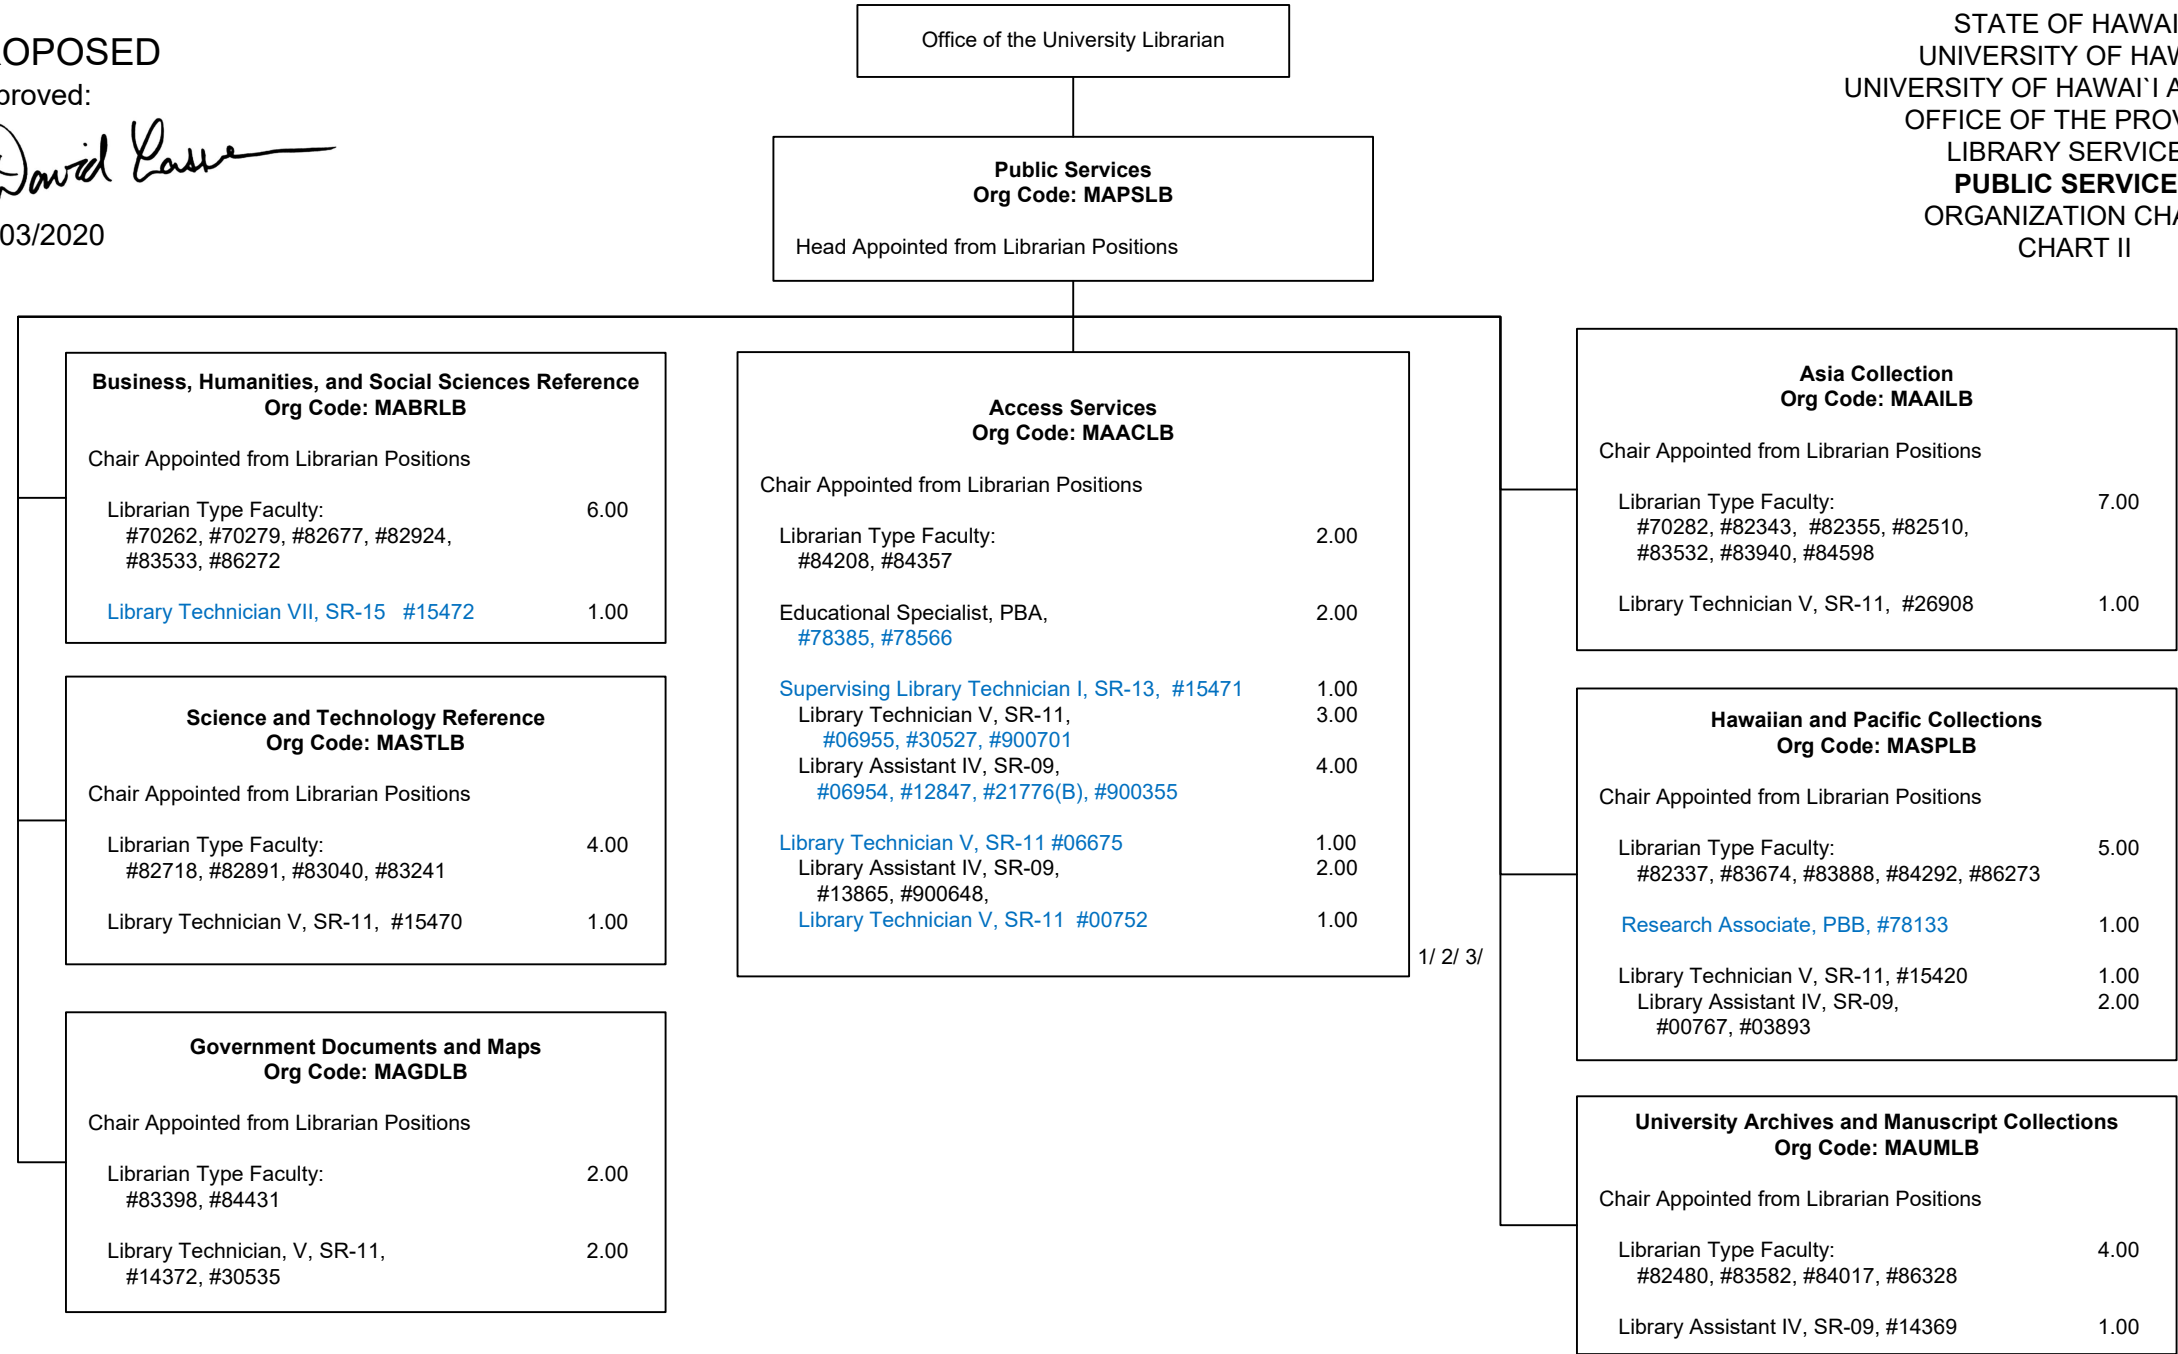 OPOSED
proved:
David
03/2020
Office of the University Librarian
Public Services
Org Code: MAPSLB
Head Appointed from Librarian Positions
STATE OF HAWAI
UNIVERSITY OF HAW
UNIVERSITY OF HAWAI`I A
OFFICE OF THE PROV
LIBRARY SERVICE
PUBLIC SERVICE
ORGANIZATION CHA
CHART II
Business, Humanities, and Social Sciences Reference
Org Code: MABRLB
Chair Appointed from Librarian Positions
Librarian Type Faculty: 6.00
#70262, #70279, #82677, #82924,
#83533, #86272
Library Technician VII, SR-15 #15472 1.00
Science and Technology Reference
Org Code: MASTLB
Chair Appointed from Librarian Positions
Librarian Type Faculty: 4.00
#82718, #82891, #83040, #83241
Library Technician V, SR-11, #15470 1.00
Government Documents and Maps
Org Code: MAGDLB
Chair Appointed from Librarian Positions
Librarian Type Faculty: 2.00
#83398, #84431
Library Technician, V, SR-11, 2.00
#14372, #30535
Access Services
Org Code: MAACLB
Chair Appointed from Librarian Positions
Librarian Type Faculty: 2.00
#84208, #84357
Educational Specialist, PBA, 2.00
#78385, #78566
Supervising Library Technician I, SR-13, #15471 1.00
Library Technician V, SR-11, 3.00
#06955, #30527, #900701
Library Assistant IV, SR-09, 4.00
#06954, #12847, #21776(B), #900355
Library Technician V, SR-11 #06675 1.00
Library Assistant IV, SR-09, 2.00
#13865, #900648,
Library Technician V, SR-11 #00752 1.00
1/ 2/ 3/
Asia Collection
Org Code: MAAILB
Chair Appointed from Librarian Positions
Librarian Type Faculty: 7.00
#70282, #82343, #82355, #82510,
#83532, #83940, #84598
Library Technician V, SR-11, #26908 1.00
Hawaiian and Pacific Collections
Org Code: MASPLB
Chair Appointed from Librarian Positions
Librarian Type Faculty: 5.00
#82337, #83674, #83888, #84292, #86273
Research Associate, PBB, #78133 1.00
Library Technician V, SR-11, #15420 1.00
Library Assistant IV, SR-09, 2.00
#00767, #03893
University Archives and Manuscript Collections
Org Code: MAUMLB
Chair Appointed from Librarian Positions
Librarian Type Faculty: 4.00
#82480, #83582, #84017, #86328
Library Assistant IV, SR-09, #14369 1.00